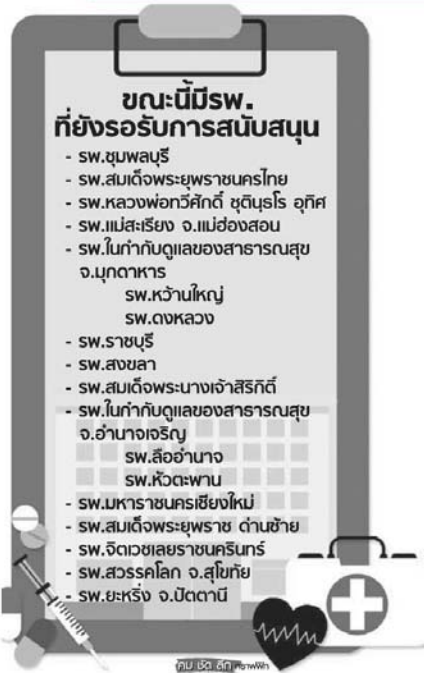 ขณะนี้มีรพ.
ที่ยังรอรับการสนับสนุน
- รพ.ชุมพลบุรี
- รพ.สมเด็จพระยุพราชนครไทย
- รพ.หลวงพ่อทวีศักดิ์ ชุตินฺธโร อุทิศ
- รพ.แม่สะเรียง จ.แม่ฮ่องสอน
- รพ.ในกำกับดูแลของสาธารณสุข
จ.มุกดาหาร
รพ.หว้านใหญ่
รพ.ดงหลวง
- รพ.ราชบุรี
- รพ.สงขลา
- รพ.สมเด็จพระนางเจ้าสิริกิติ์
- รพ.ในกำกับดูแลของสาธารณสุข
จ.อำนาจเจริญ
รพ.ลืออำนาจ
รพ.หัวตะพาน
- รพ.มหาราชนครเชียงใหม่
- รพ.สมเด็จพระยุพราช ด่านซ้าย
- รพ.จิตเวชเลยราชนครินทร์
- รพ.สวรรคโลก จ.สุโขทัย
- รพ.ยะหริ่ง จ.ปัตตานี
คม ชัด ลึก กราฟฟิก